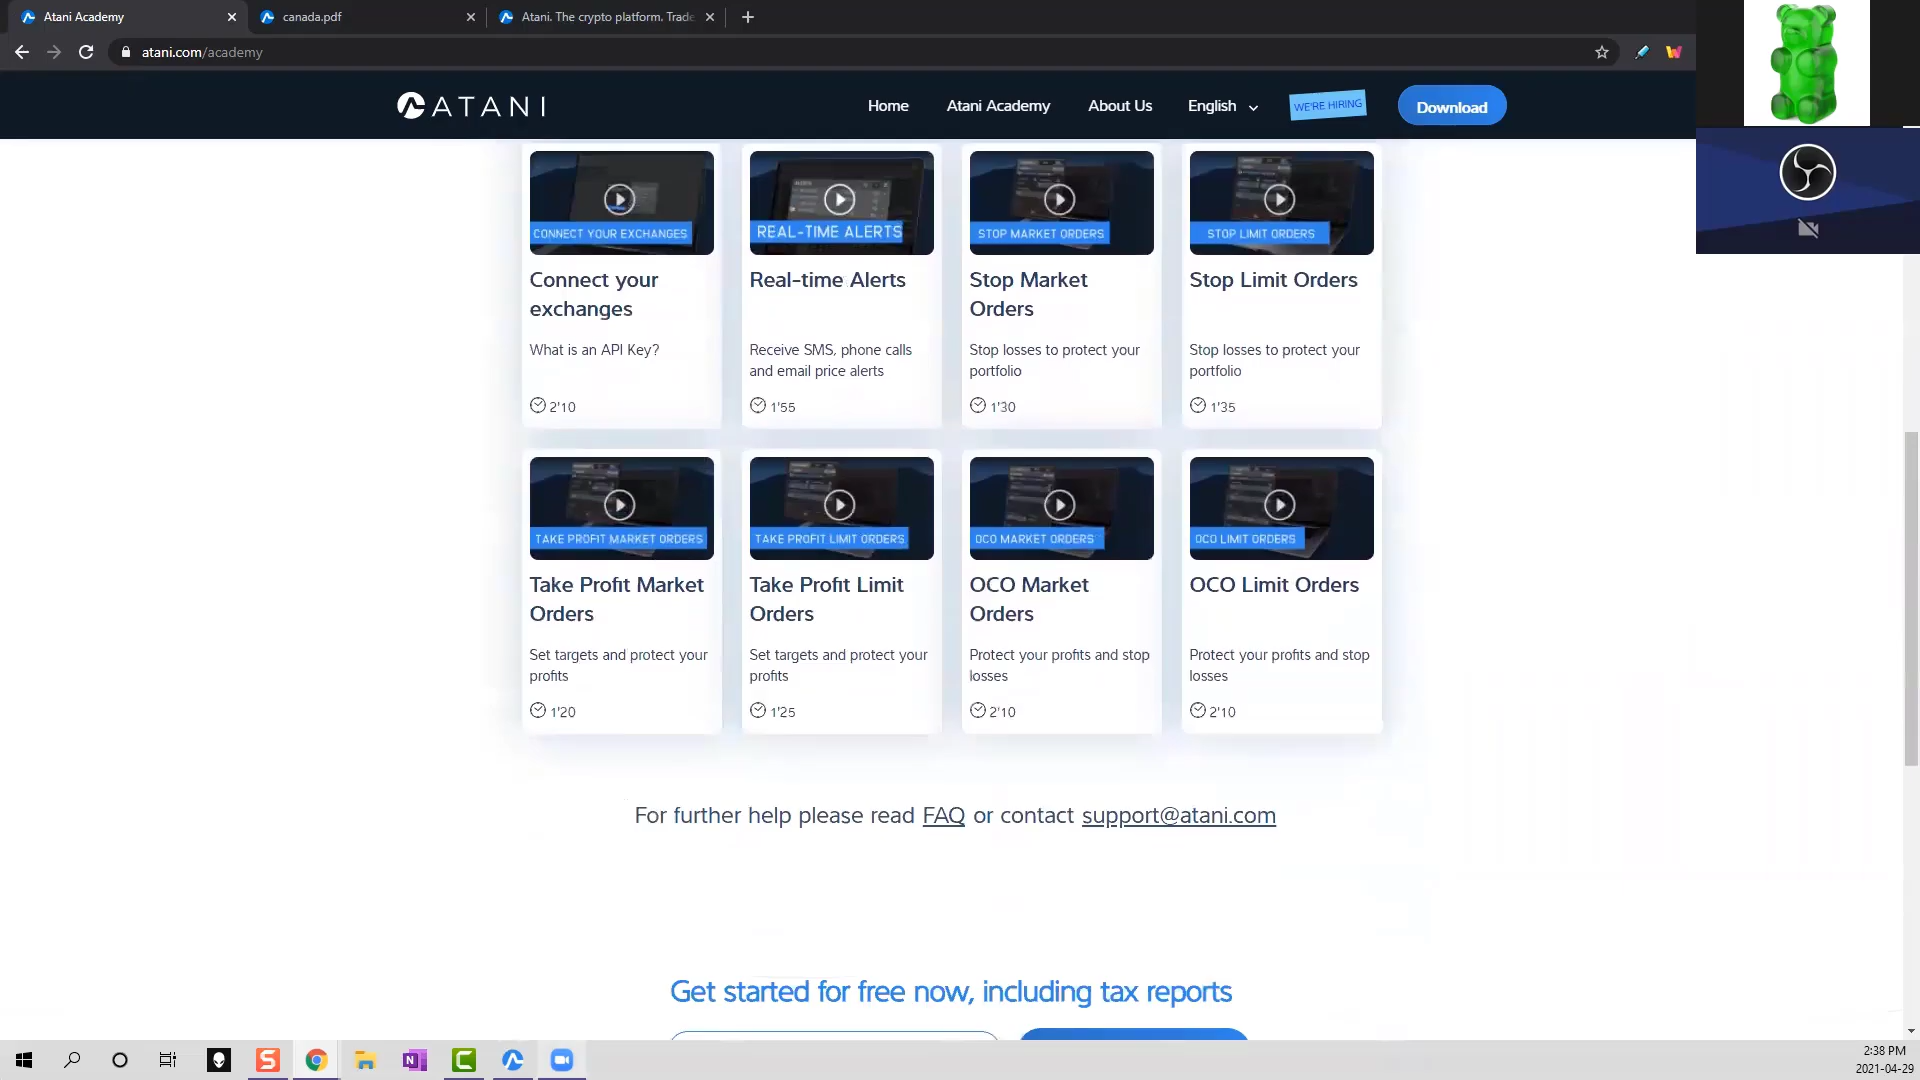 Atani Academy
canada.pdf
Atani. The crypto platform. Trade
atani.com/academy
ATANI
Home
Atani Academy
About Us
English
WE'RE HIRING
Download
CONNECT YOUR EXCHANGES
REAL-TIME ALERTS
STOP MARKET ORDERS
STOP LIMIT ORDERS
Connect your
exchanges
Real-time Alerts
Stop Market
Orders
Stop Limit Orders
What is an API Key?
Receive SMS, phone calls
and email price alerts
Stop losses to protect your
portfolio
Stop losses to protect your
portfolio
2'10
1'55
1'30
1'35
TAKE PROFIT MARKET ORDERS
TAKE PROFIT LIMIT ORDERS
OCO MARKET ORDERS
OCO LIMIT ORDERS
Take Profit Market
Orders
Take Profit Limit
Orders
OCO Market
Orders
OCO Limit Orders
Set targets and protect your
profits
Set targets and protect your
profits
Protect your profits and stop
losses
Protect your profits and stop
losses
1'20
1'25
2'10
2'10
For further help please read FAQ or contact support@atani.com
Get started for free now, including tax reports
2:38 PM
2021-04-29